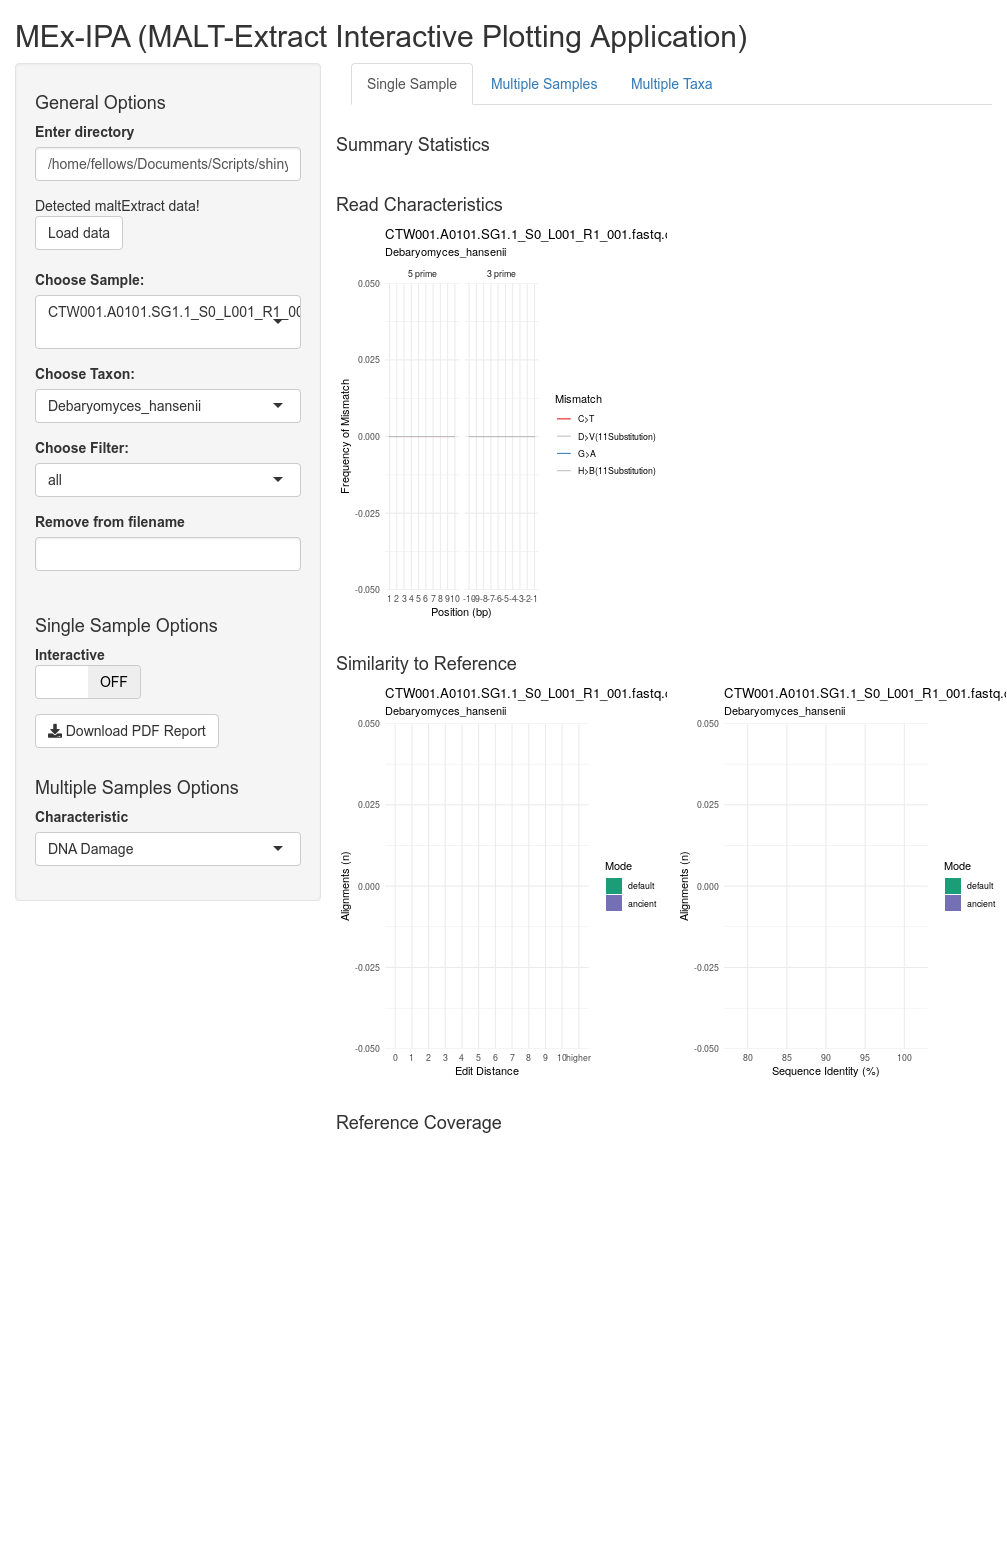 MEx-IPA (MALT-Extract Interactive Plotting Application)
General Options
Enter directory
/home/fellows/Documents/Scripts/shiny
Detected maltExtract data!
Load data
Choose Sample:
CTW001.A0101.SG1.1_S0_L001_R1_00
Choose Taxon:
Debaryomyces_hansenii
Choose Filter:
all
Remove from filename
Single Sample Options
Interactive
OFF
Download PDF Report
Multiple Samples Options
Characteristic
DNA Damage
Single Sample Multiple Samples Multiple Taxa
Summary Statistics
Read Characteristics
CTW001.A0101.SG1.1_S0_L001_R1_001.fastq.
Debaryomyces_hansenii
5 prime 3 prime
0.050
0.025
0.000
-0.025
-0.050
Frequency of Mismatch
1 2 3 4 5 6 7 8 9 10 -10 -9 -8 -7 -6 -5 -4 -3 -2 -1
Position (bp)
Mismatch
C>T
D>V(11Substitution)
G>A
H>B(11Substitution)
Similarity to Reference
CTW001.A0101.SG1.1_S0_L001_R1_001.fastq.
Debaryomyces_hansenii
0.050
0.025
0.000
-0.025
-0.050
Alignments (n)
0 1 2 3 4 5 6 7 8 9 10 higher
Edit Distance
Mode
default
ancient
CTW001.A0101.SG1.1_S0_L001_R1_001.fastq.
Debaryomyces_hansenii
0.050
0.025
0.000
-0.025
-0.050
Alignments (n)
80 85 90 95 100
Sequence Identity (%)
Mode
default
ancient
Reference Coverage